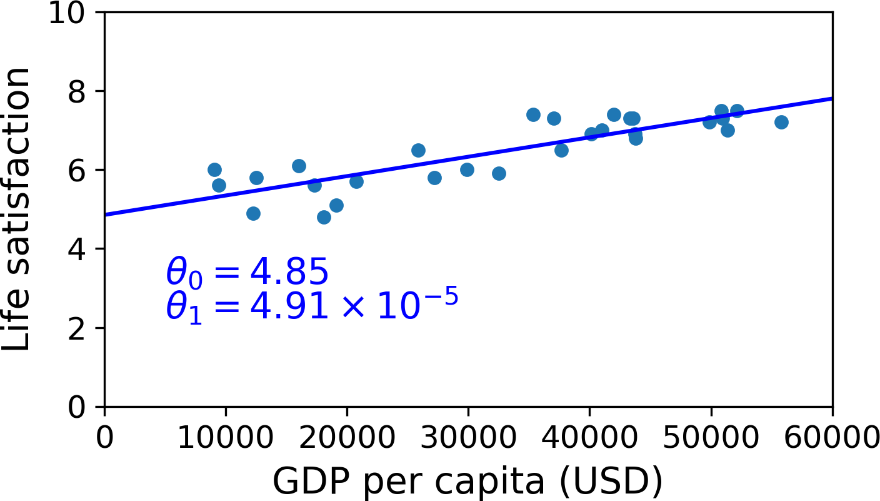 10
8
6
4
2
0
Life satisfaction
θ₀ = 4.85
θ₁ = 4.91 × 10⁻⁵
0 10000 20000 30000 40000 50000 60000
GDP per capita (USD)